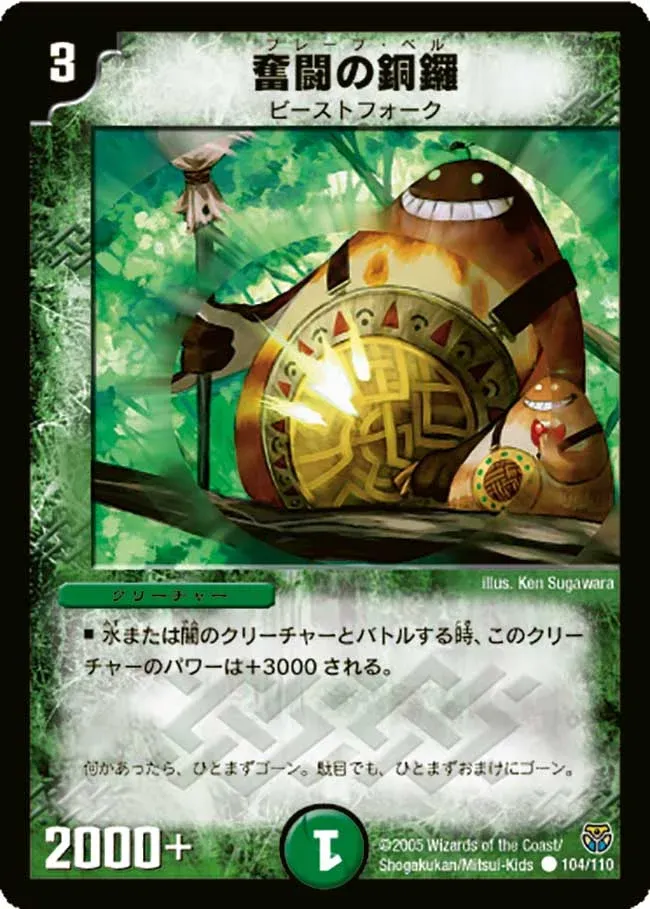 3
ブレーブ・ベル
奮闘の銅鑼
ビーストフォーク
illus. Ken Sugawara
クリーチャー
■ 水または闇のクリーチャーとバトルする時、このクリー
チャーのパワーは+3000 される。
何かあったら、ひとまずゴーン。駄目でも、ひとまずおまけにゴーン。
2000+
1
©2005 Wizards of the Coast/
Shogakukan/Mitsui-Kids
104/110